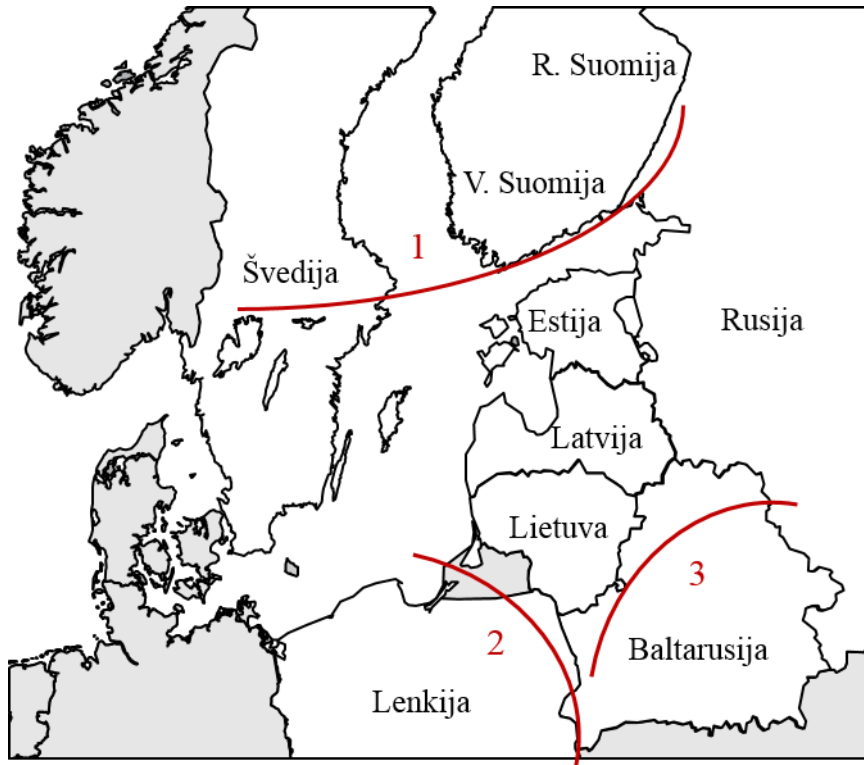 R. Suomija
V. Suomija
1
Švedija
Estija
Rusija
Latvija
Lietuva
3
2
Baltarusija
Lenkija